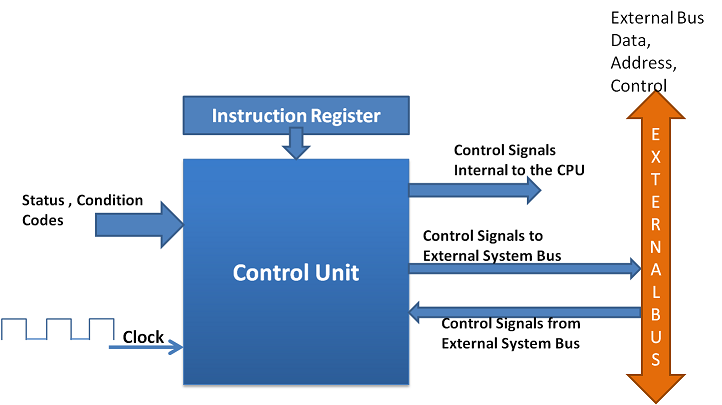 External Bus
Data,
Address,
Control
Instruction Register
Control Signals
Internal to the CPU
Status , Condition
Codes
Control Signals to
External System Bus
Control Unit
Clock
Control Signals from
External System Bus
EXTERNALBUS